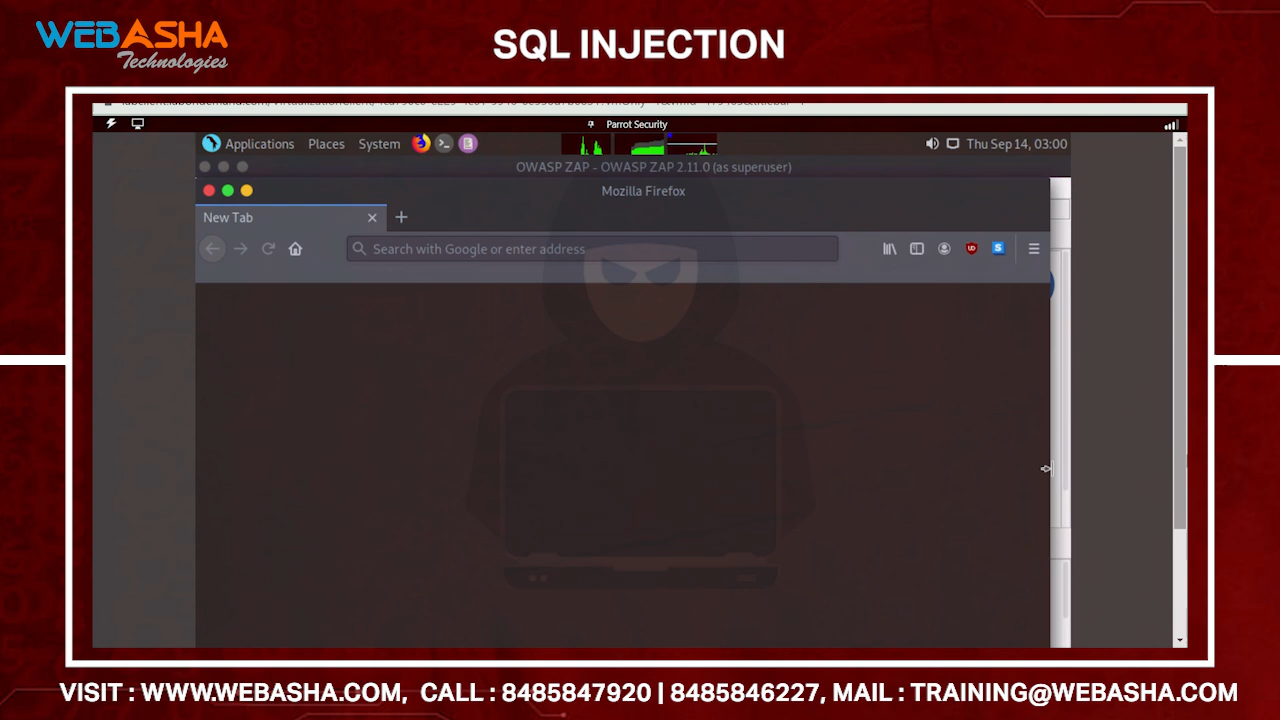 WEBASHA
Technologies
SQL INJECTION
Parrot Security
Applications Places System Thu Sep 14, 03:00
OWASP ZAP - OWASP ZAP 2.11.0 (as superuser)
Mozilla Firefox
New Tab
Search with Google or enter address
VISIT : WWW.WEBASHA.COM, CALL : 8485847920 | 8485846227, MAIL : TRAINING@WEBASHA.COM